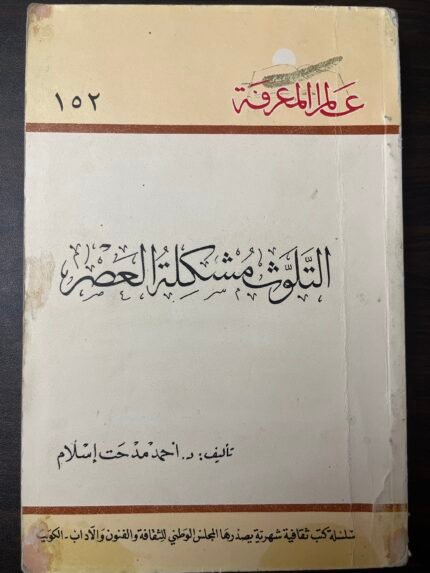 عالم المعرفة
١٥٢
التلوّث مشكلة العصر
تأليف: د. أحمد مدحت إسلام
سلسلة كتب ثقافية شهرية يصدرها المجلس الوطني للثقافة والفنون والآداب - الكويت